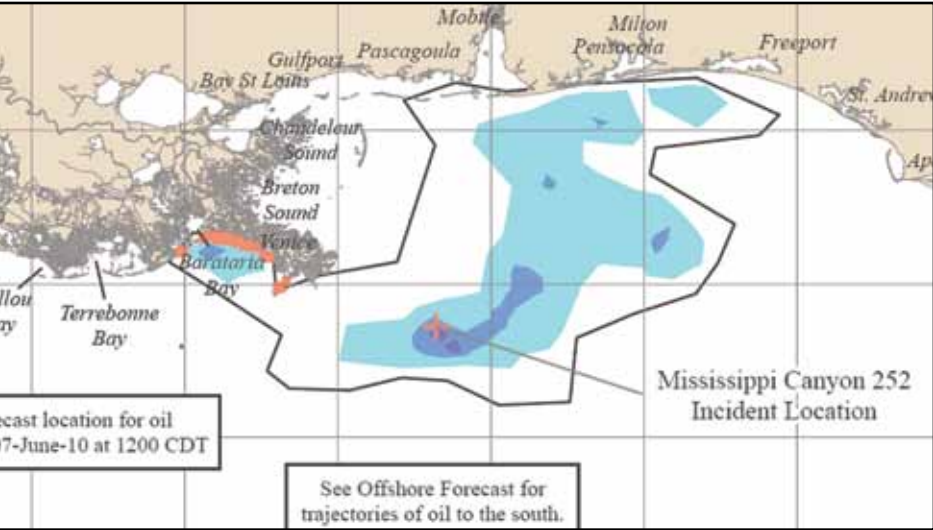 Mobile
Milton
Pensacola
Freeport
Pascagoula
Gulfport
Bay St Louis
St. Andrew
Chandeleur
Sound
Breton
Sound
Venice
Barataria
Bay
Terrebonne
Bay
Mississippi Canyon 252
Incident Location
ecast location for oil
07-June-10 at 1200 CDT
See Offshore Forecast for
trajectories of oil to the south.